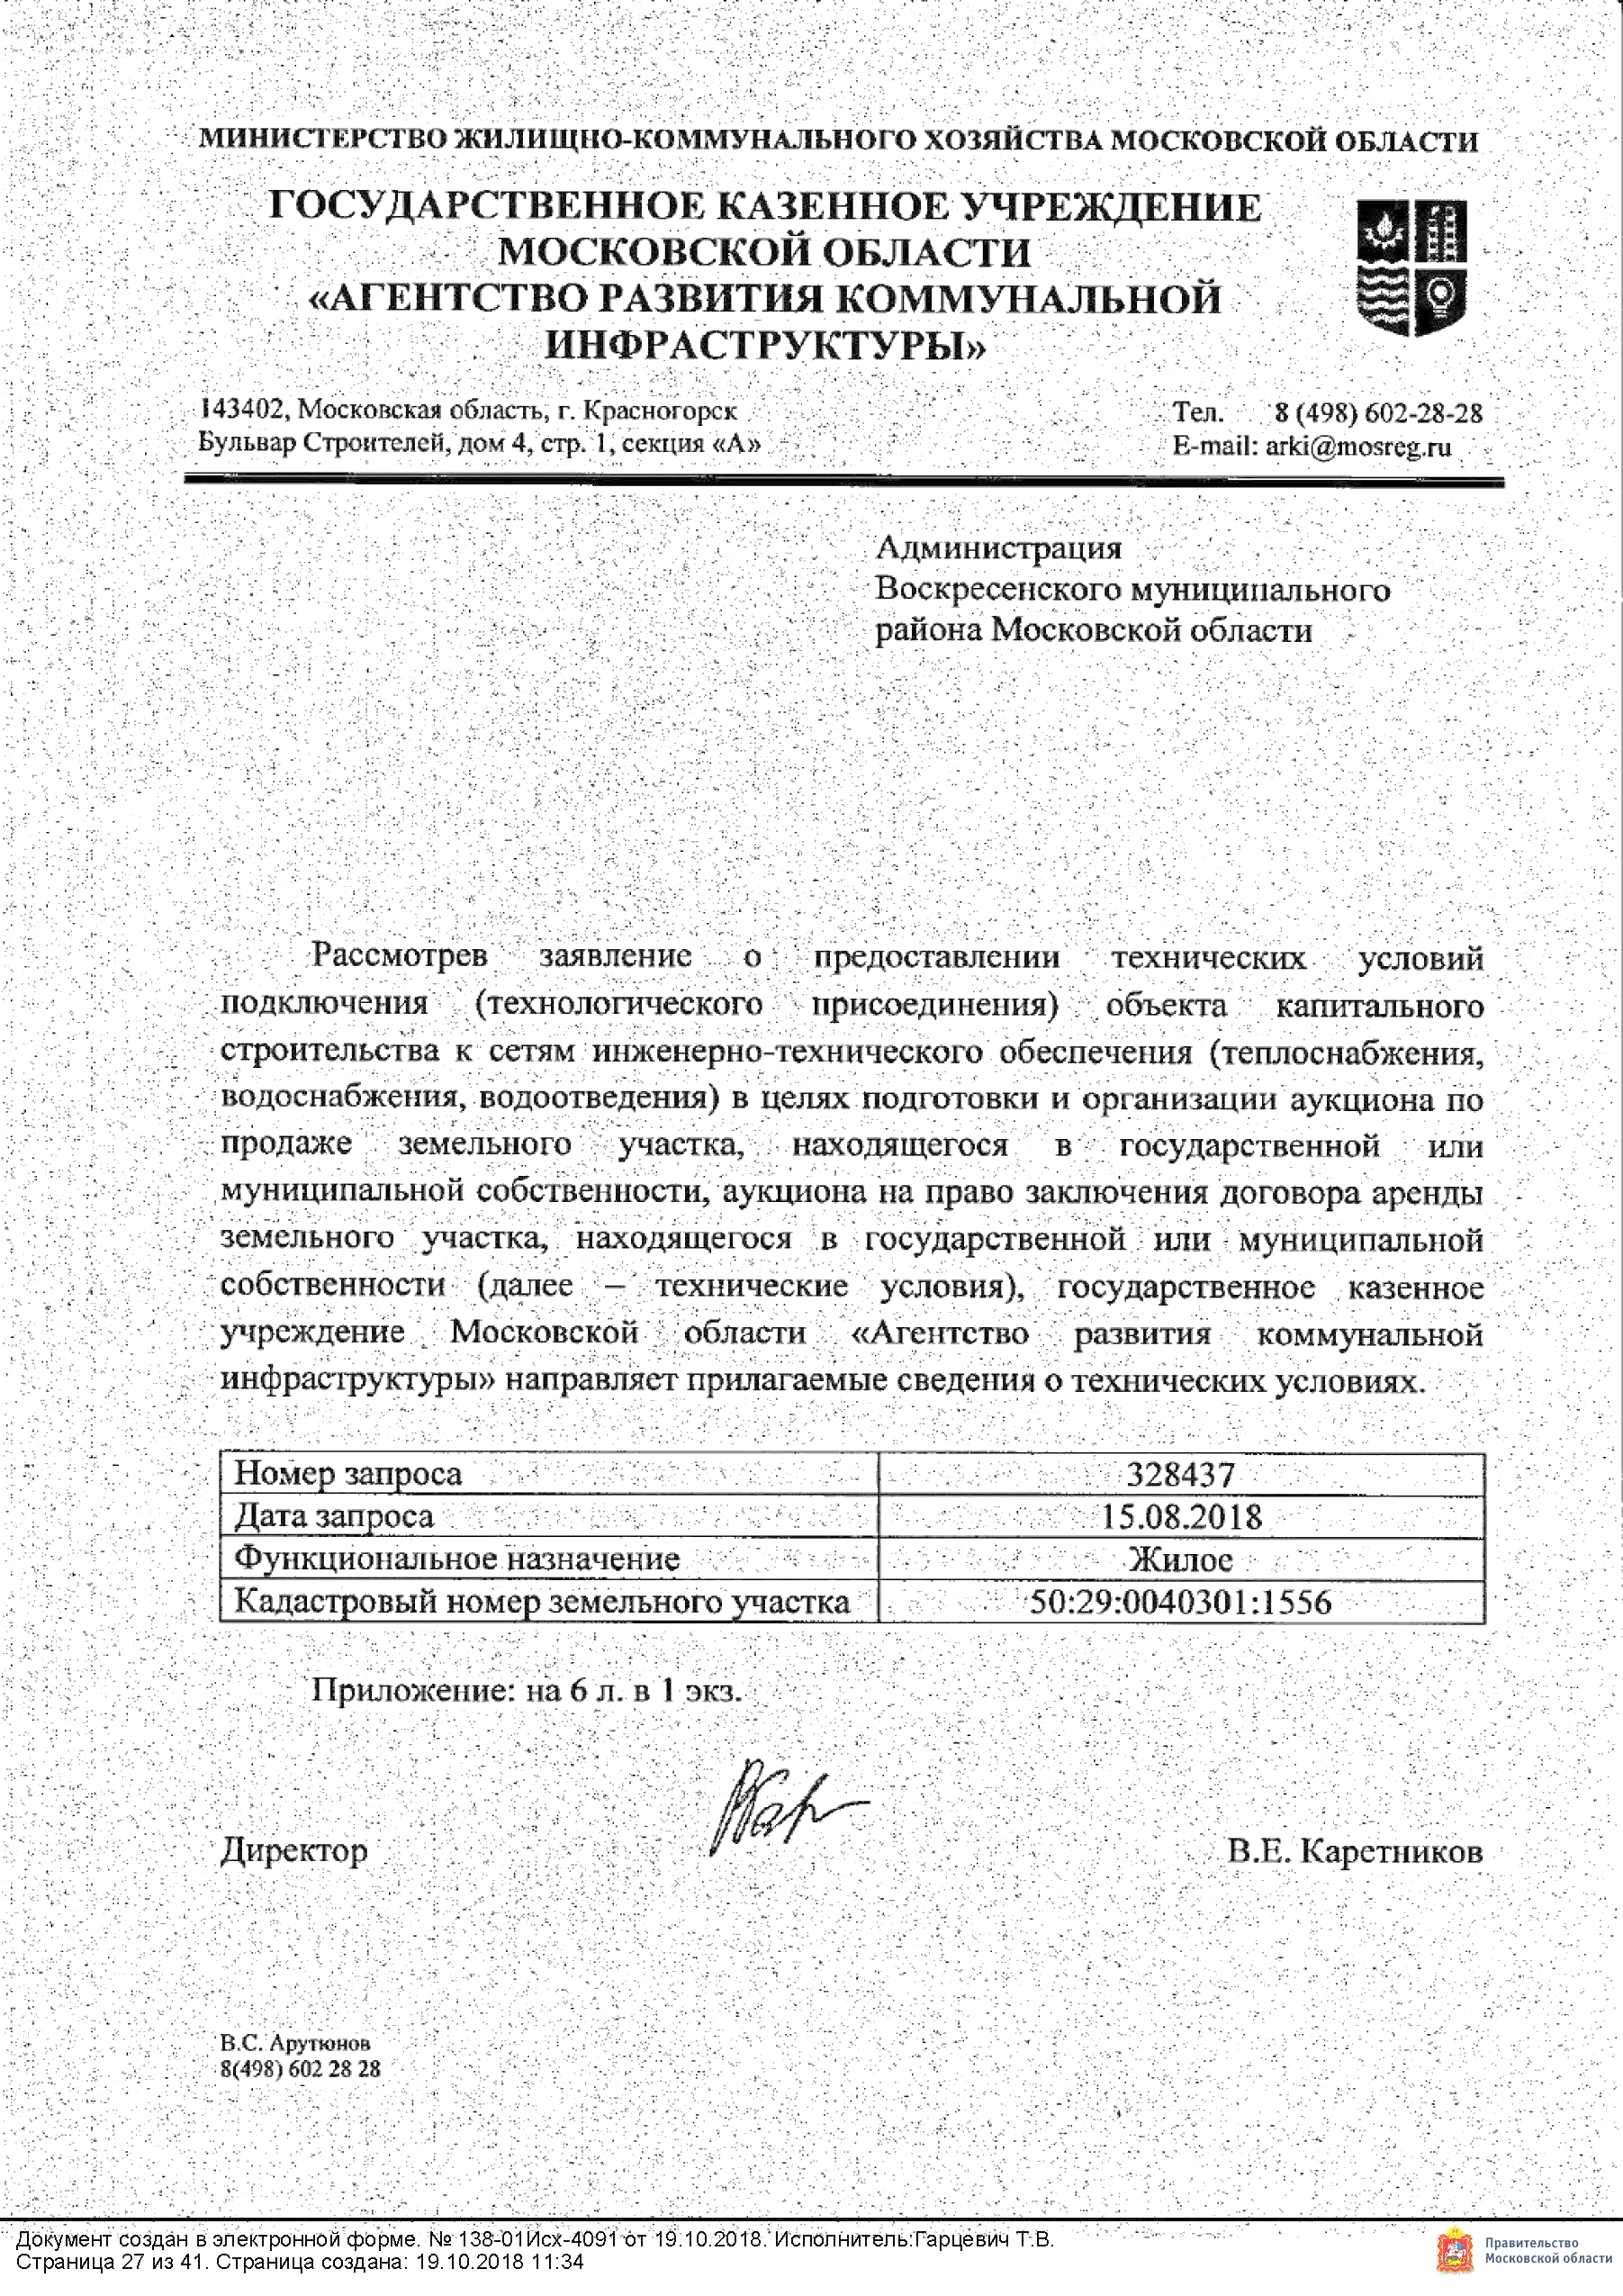 МИНИСТЕРСТВО ЖИЛИЩНО-КОММУНАЛЬНОГО ХОЗЯЙСТВА МОСКОВСКОЙ ОБЛАСТИ
ГОСУДАРСТВЕННОЕ КАЗЕННОЕ УЧРЕЖДЕНИЕ
МОСКОВСКОЙ ОБЛАСТИ
«АГЕНТСТВО РАЗВИТИЯ КОММУНАЛЬНОЙ
ИНФРАСТРУКТУРЫ»
143402, Московская область, г. Красногорск
Бульвар Строителей, дом 4, стр. 1, секция «А»
Тел. 8 (498) 602-28-28
E-mail: arki@mosreg.ru
Администрация
Воскресенского муниципального
района Московской области
Рассмотрев заявление о предоставлении технических условий
подключения (технологического присоединения) объекта капитального
строительства к сетям инженерно-технического обеспечения (теплоснабжения,
водоснабжения, водоотведения) в целях подготовки и организации аукциона по
продаже земельного участка, находящегося в государственной или
муниципальной собственности, аукциона на право заключения договора аренды
земельного участка, находящегося в государственной или муниципальной
собственности (далее – технические условия), государственное казенное
учреждение Московской области «Агентство развития коммунальной
инфраструктуры» направляет прилагаемые сведения о технических условиях.
Номер запроса 328437
Дата запроса 15.08.2018
Функциональное назначение Жилое
Кадастровый номер земельного участка 50:29:0040301:1556
Приложение: на 6 л. в 1 экз.
Директор В.Е. Каретников
В.С. Арутюнов
8(498) 602 28 28
Документ создан в электронной форме. № 138-01Исх-4091 от 19.10.2018. Исполнитель:Гарцевич Т.В.
Страница 27 из 41. Страница создана: 19.10.2018 11:34
Правительство
Московской области